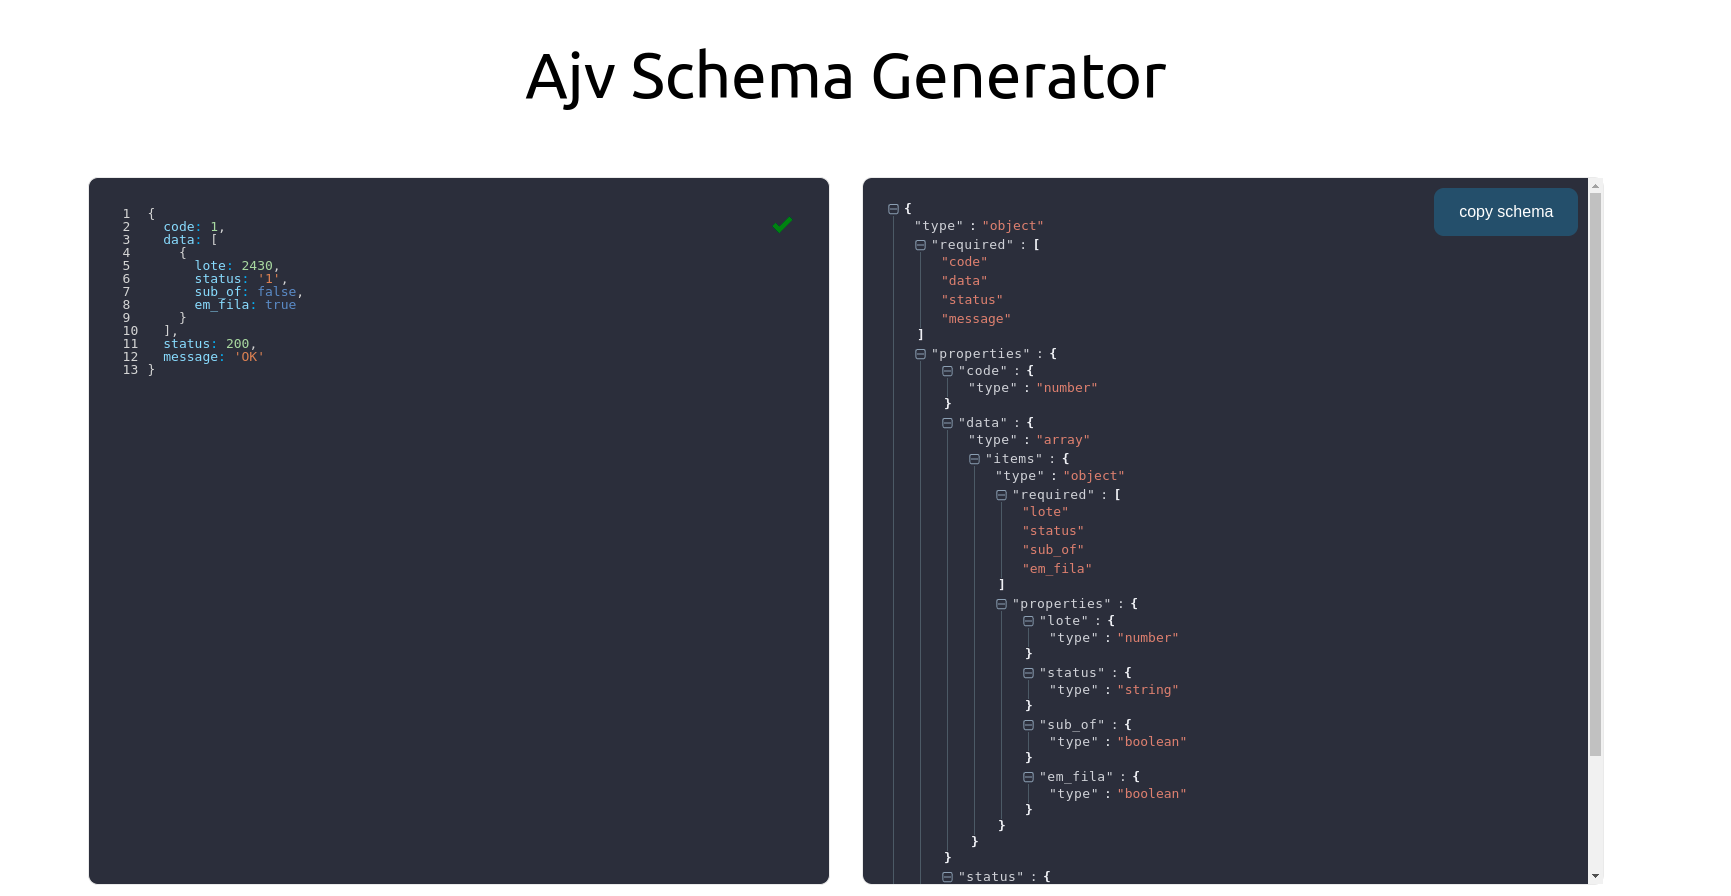 Ajv Schema Generator
1 {
2 code: 1,
3 data: [
4 {
5 lote: 2430,
6 status: '1',
7 sub_of: false,
8 em_fila: true
9 }
10 ],
11 status: 200,
12 message: 'OK'
13 }
copy schema
{
"type" : "object"
"required" : [
"code"
"data"
"status"
"message"
]
"properties" : {
"code" : {
"type" : "number"
}
"data" : {
"type" : "array"
"items" : {
"type" : "object"
"required" : [
"lote"
"status"
"sub_of"
"em_fila"
]
"properties" : {
"lote" : {
"type" : "number"
}
"status" : {
"type" : "string"
}
"sub_of" : {
"type" : "boolean"
}
"em_fila" : {
"type" : "boolean"
}
}
}
}
"status" : {